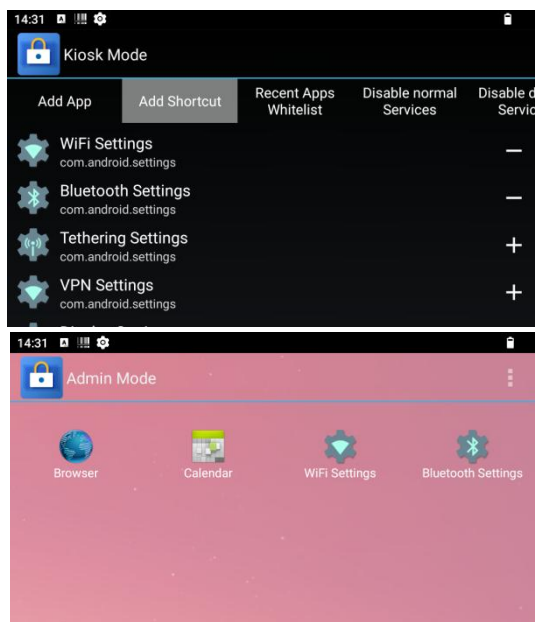 14:31
Kiosk Mode
Add App
Add Shortcut
Recent Apps
Whitelist
Disable normal
Services
Disable d
Servic
WiFi Settings
com.android.settings
Bluetooth Settings
com.android.settings
Tethering Settings
com.android.settings
VPN Settings
com.android.settings
14:31
Admin Mode
Browser
Calendar
WiFi Settings
Bluetooth Settings